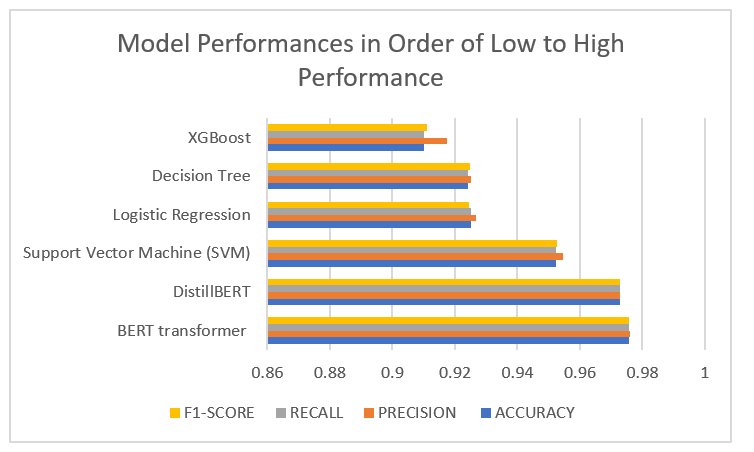 Model Performances in Order of Low to High
Performance
XGBoost
Decision Tree
Logistic Regression
Support Vector Machine (SVM)
DistillBERT
BERT transformer
0.86 0.88 0.9 0.92 0.94 0.96 0.98 1
F1-SCORE RECALL PRECISION ACCURACY